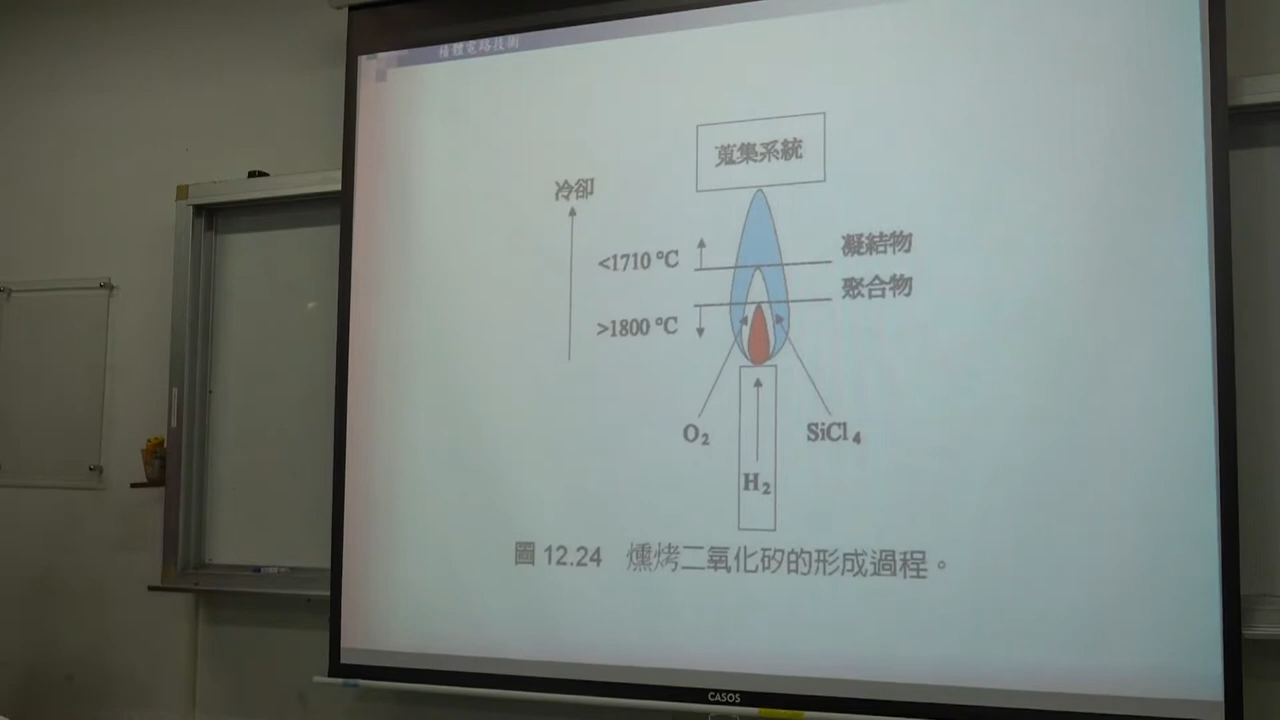 積體電路技術
蒐集系統
冷卻
<1710 °C
凝結物
聚合物
>1800 °C
O2
SiCl4
H2
圖 12.24 燻烤二氧化矽的形成過程。
CASOS